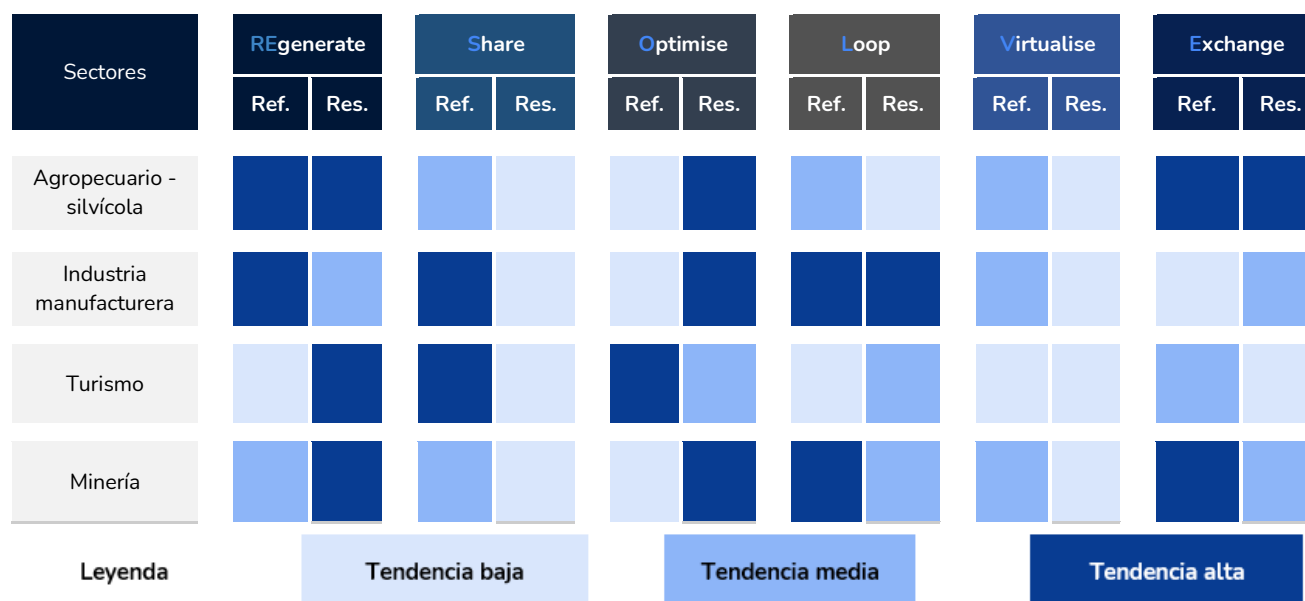 Sectores
REgenerate Share Optimise Loop Virtualise Exchange
Ref. Res. Ref. Res. Ref. Res. Ref. Res. Ref. Res. Ref. Res.
Agropecuario -
silvícola
Industria
manufacturera
Turismo
Minería
Leyenda Tendencia baja Tendencia media Tendencia alta